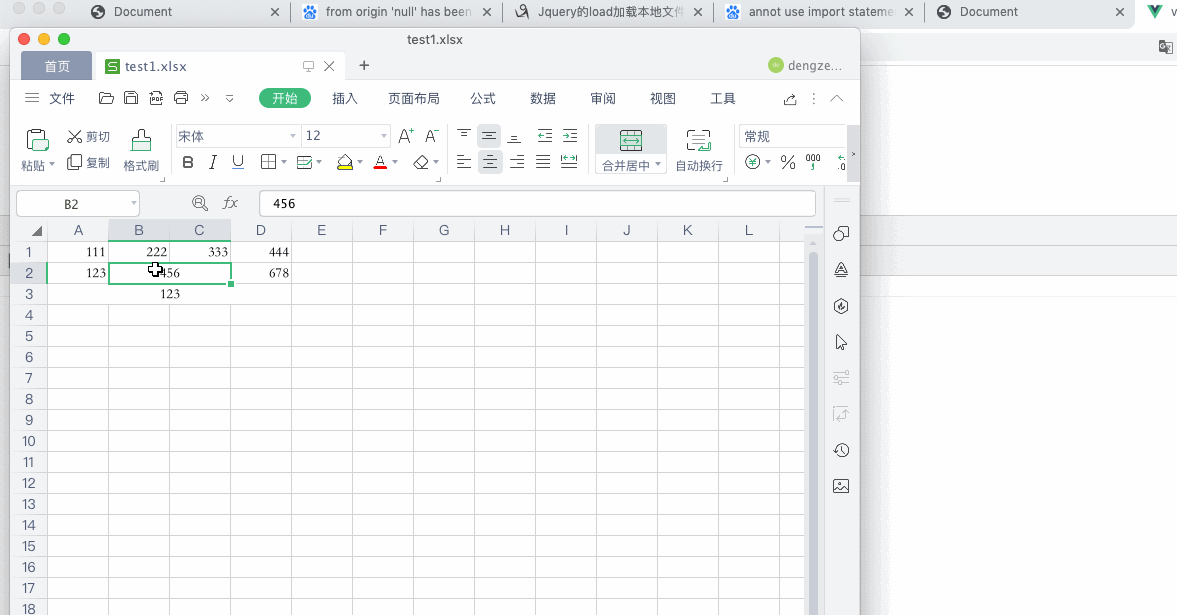 Document
from origin 'null' has been
Jquery的load加载本地文件
annot use import stateme
Document
test1.xlsx
首页
test1.xlsx
dengze...
文件
开始
插入
页面布局
公式
数据
审阅
视图
工具
粘贴
剪切
复制
格式刷
宋体
12
合并居中
自动换行
常规
B2
fx
456
A B C D E F G H I J K L
1 111 222 333 444
2 123 456 678
3 123
4
5
6
7
8
9
10
11
12
13
14
15
16
17
18